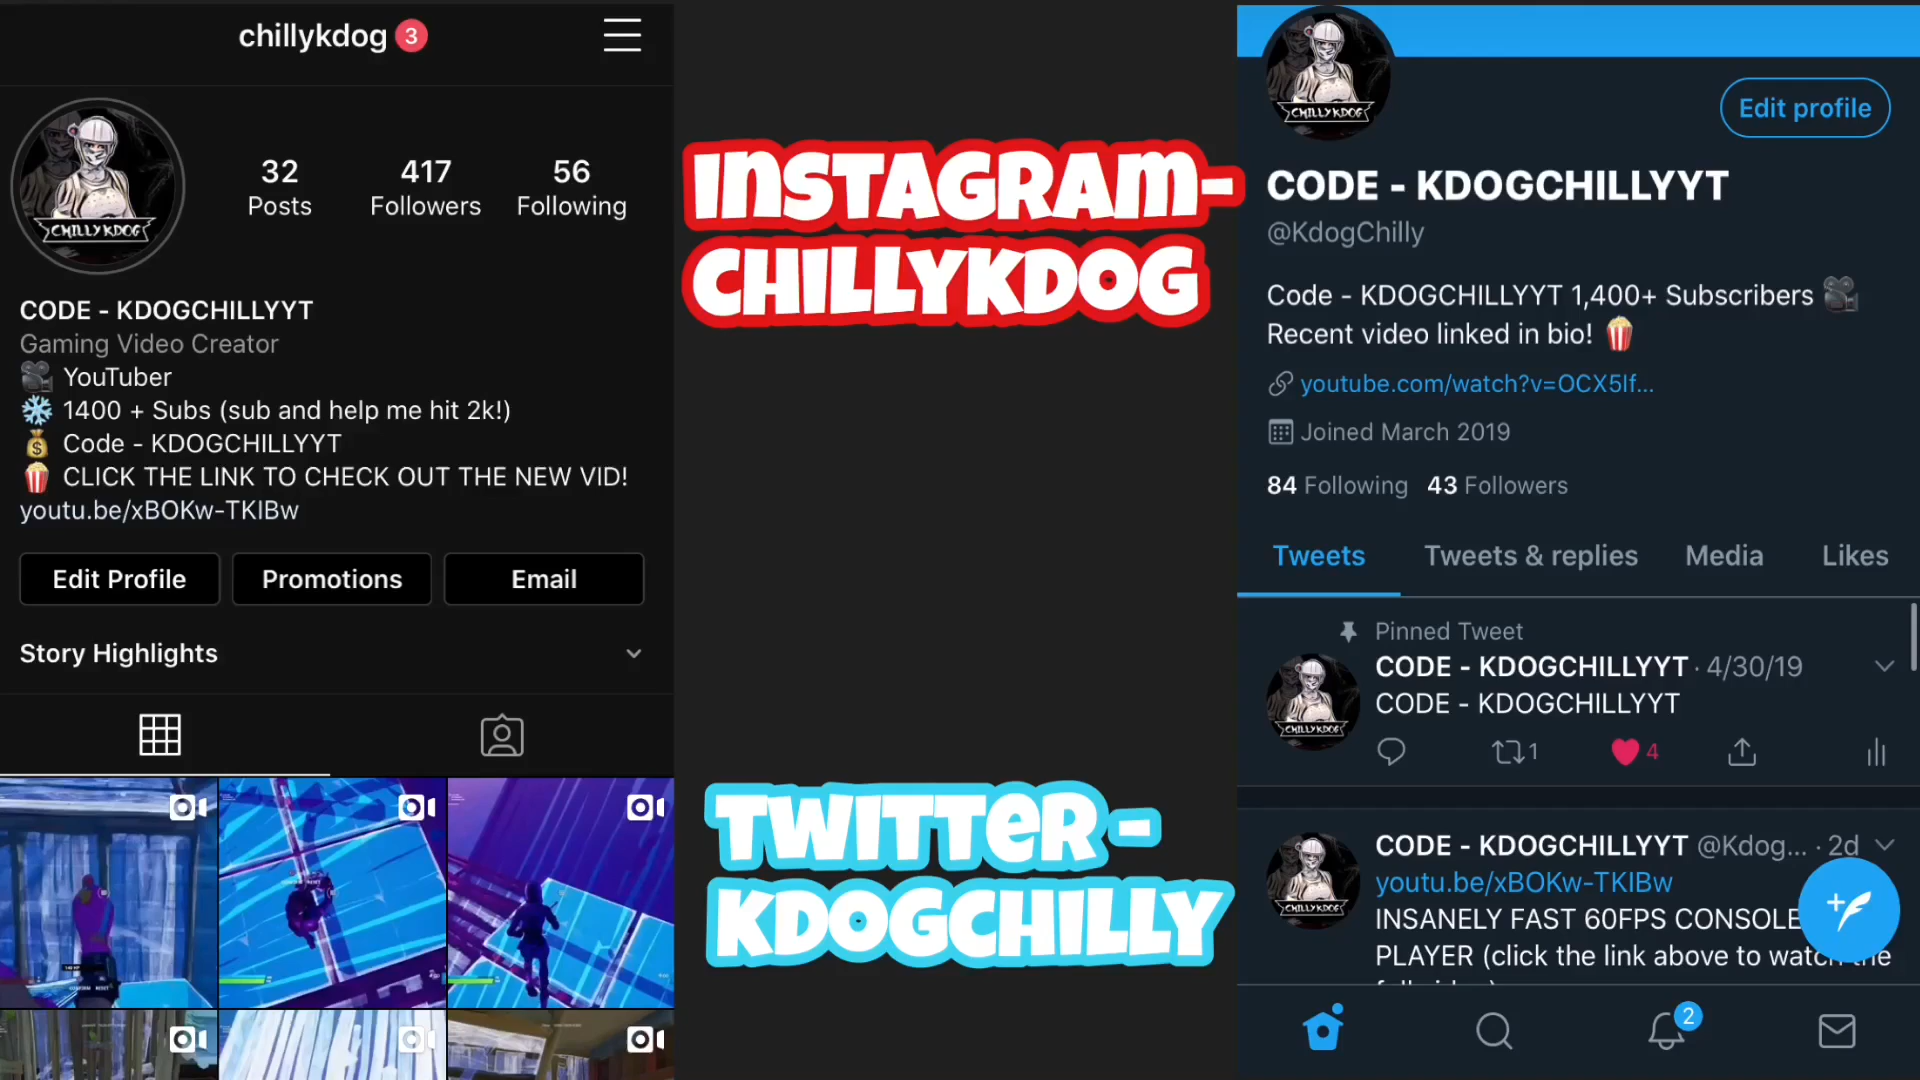 chillykdog 3
CHILLYKDOG
32 417 56
Posts Followers Following
CODE - KDOGCHILLYYT
Gaming Video Creator
🎥 YouTuber
❄️ 1400 + Subs (sub and help me hit 2k!)
💰 Code - KDOGCHILLYYT
🍿 CLICK THE LINK TO CHECK OUT THE NEW VID!
youtu.be/xBOKw-TKIBw
Edit Profile Promotions Email
Story Highlights
INSTAGRAM-
CHILLYKDOG
TWITTER -
KDOGCHILLY
CHILLYKDOG
Edit profile
CODE - KDOGCHILLYYT
@KdogChilly
Code - KDOGCHILLYYT 1,400+ Subscribers 🎥
Recent video linked in bio! 🍿
youtube.com/watch?v=OCX5If...
Joined March 2019
84 Following 43 Followers
Tweets Tweets & replies Media Likes
Pinned Tweet
CODE - KDOGCHILLYYT · 4/30/19
CODE - KDOGCHILLYYT
CHILLYKDOG
1 4
CODE - KDOGCHILLYYT @Kdog... · 2d
youtu.be/xBOKw-TKIBw
CHILLYKDOG
INSANELY FAST 60FPS CONSOLE
PLAYER (click the link above to watch the
2